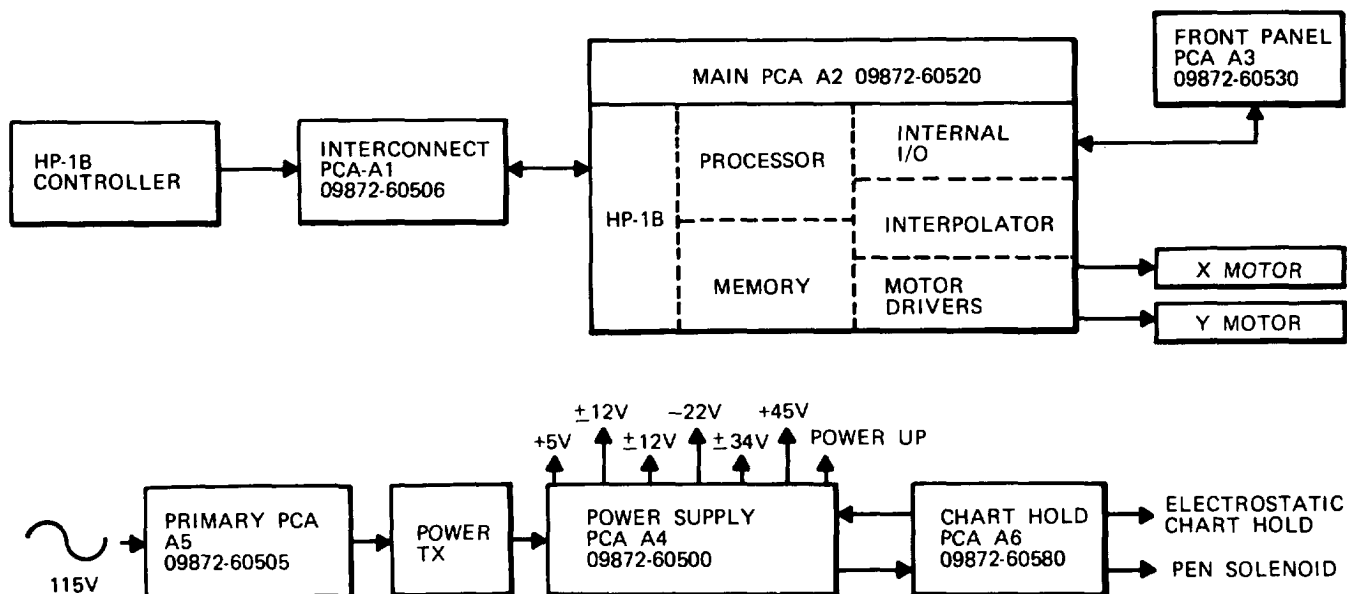 FRONT PANEL
PCA A3
09872-60530
MAIN PCA A2 09872-60520
HP-1B
CONTROLLER
INTERCONNECT
PCA-A1
09872-60506
HP-1B
PROCESSOR
MEMORY
INTERNAL
I/O
INTERPOLATOR
MOTOR
DRIVERS
X MOTOR
Y MOTOR
+5V
±12V
±12V
−22V
±34V
+45V
POWER UP
115V
PRIMARY PCA
A5
09872-60505
POWER
TX
POWER SUPPLY
PCA A4
09872-60500
CHART HOLD
PCA A6
09872-60580
ELECTROSTATIC
CHART HOLD
PEN SOLENOID